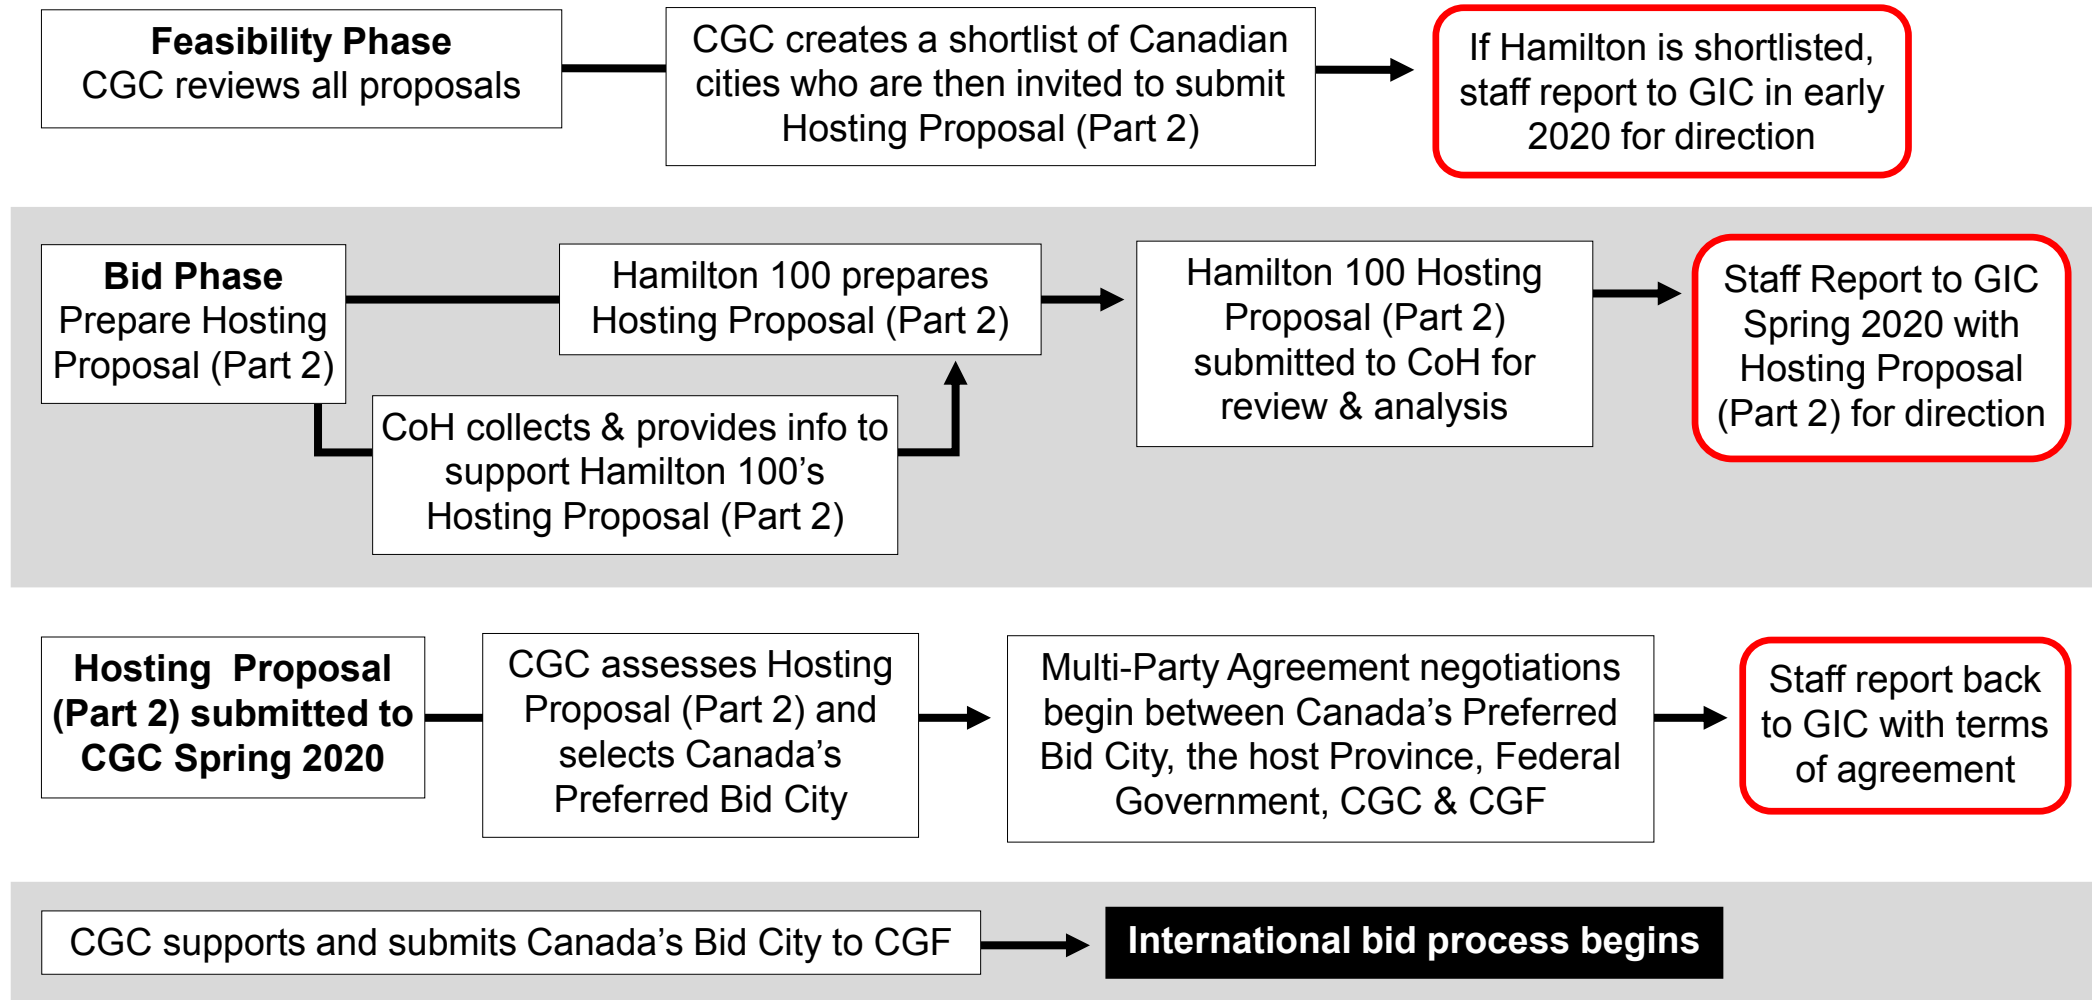 Feasibility Phase
CGC reviews all proposals
CGC creates a shortlist of Canadian
cities who are then invited to submit
Hosting Proposal (Part 2)
If Hamilton is shortlisted,
staff report to GIC in early
2020 for direction
Bid Phase
Prepare Hosting
Proposal (Part 2)
Hamilton 100 prepares
Hosting Proposal (Part 2)
CoH collects & provides info to
support Hamilton 100’s
Hosting Proposal (Part 2)
Hamilton 100 Hosting
Proposal (Part 2)
submitted to CoH for
review & analysis
Staff Report to GIC
Spring 2020 with
Hosting Proposal
(Part 2) for direction
Hosting Proposal
(Part 2) submitted to
CGC Spring 2020
CGC assesses Hosting
Proposal (Part 2) and
selects Canada’s
Preferred Bid City
Multi-Party Agreement negotiations
begin between Canada’s Preferred
Bid City, the host Province, Federal
Government, CGC & CGF
Staff report back
to GIC with terms
of agreement
CGC supports and submits Canada’s Bid City to CGF
International bid process begins